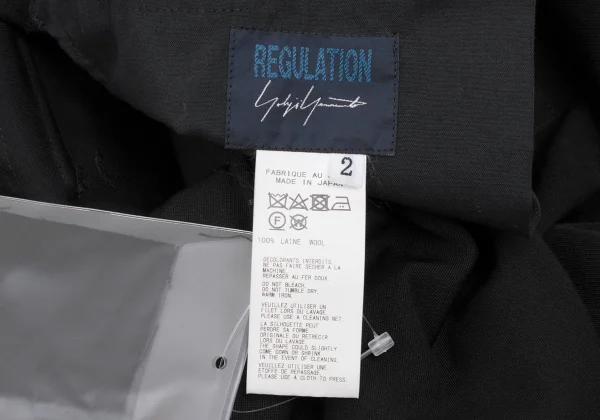 REGULATION
Yohji Yamamoto
2
FABRIQUE AU
MADE IN JAPAN
F
100% LAINE WOOL
DECOLORANTS INTERDITS.
NE PAS FAIRE SECHER A LA
MACHINE.
REPASSER AU FER DOUX.
DO NOT BLEACH.
DO NOT TUMBLE DRY.
WARM IRON.
VEUILLEZ UTILISER UN
FILET LORS DU LAVAGE
PLEASE USE A CLEANING NET.
LA SILHOUETTE PEUT
PERDRE SA FORME
ORIGINALE OU RETRECIR
LORS DU LAVAGE
THE SHAPE COULD SLIGHTLY
COME DOWN OR SHRINK
IN THE EVENT OF CLEANING.
VEUILLEZ UTILISER UNE
ETOFFE DE REPASSAGE.
PLEASE USE A CLOTH TO PRESS.